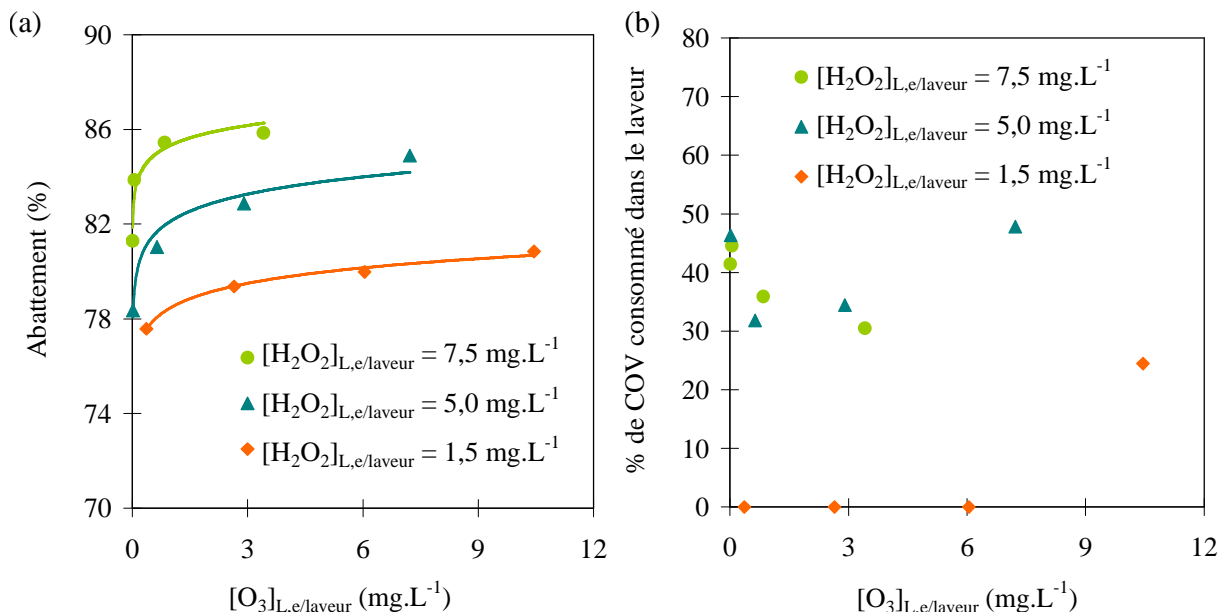 (a)
Abattement (%)
90
86
82
78
74
70
0 3 6 9 12
[O₃]L,e/laveur (mg.L⁻¹)
[H₂O₂]L,e/laveur = 7,5 mg.L⁻¹
[H₂O₂]L,e/laveur = 5,0 mg.L⁻¹
[H₂O₂]L,e/laveur = 1,5 mg.L⁻¹
(b)
% de COV consommé dans le laveur
80
70
60
50
40
30
20
10
0
0 3 6 9 12
[O₃]L,e/laveur (mg.L⁻¹)
[H₂O₂]L,e/laveur = 7,5 mg.L⁻¹
[H₂O₂]L,e/laveur = 5,0 mg.L⁻¹
[H₂O₂]L,e/laveur = 1,5 mg.L⁻¹